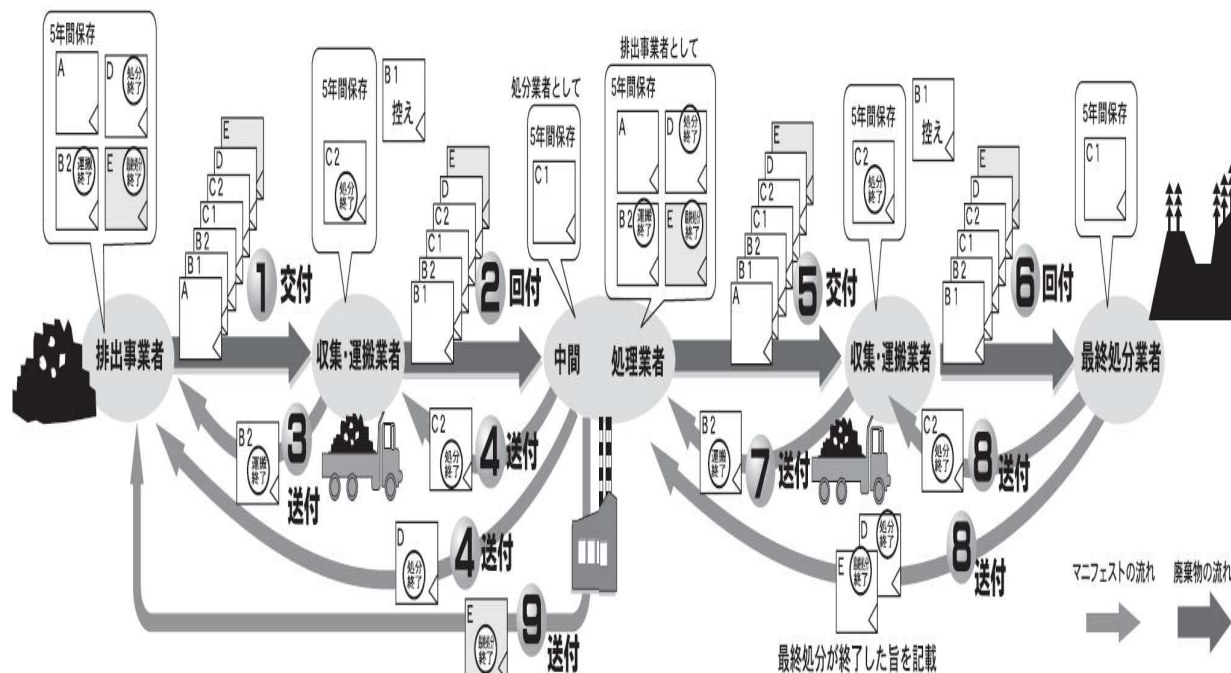 5年間保存
A
D
処分
終了
B2
運搬
終了
E
最終処分
終了
E
D
C2
C1
B2
B1
A
1 交付
5年間保存
C2
処分
終了
B1
控え
E
D
C2
C1
B2
B1
2 回付
処分業者として
5年間保存
C1
排出事業者として
5年間保存
A
D
処分
終了
B2
運搬
終了
E
最終処分
終了
E
D
C2
C1
B2
B1
A
5 交付
5年間保存
C2
処分
終了
B1
控え
E
D
C2
C1
B2
B1
6 回付
5年間保存
C1
排出事業者
収集・運搬業者
中間 処理業者
収集・運搬業者
最終処分業者
B2
運搬
終了
3
送付
C2
処分
終了
4 送付
D
処分
終了
4 送付
E
最終処分
終了
9
送付
B2
運搬
終了
7 送付
C2
処分
終了
8
送付
D
処分
終了
E
最終処分
終了
8
送付
最終処分が終了した旨を記載
マニフェストの流れ 廃棄物の流れ